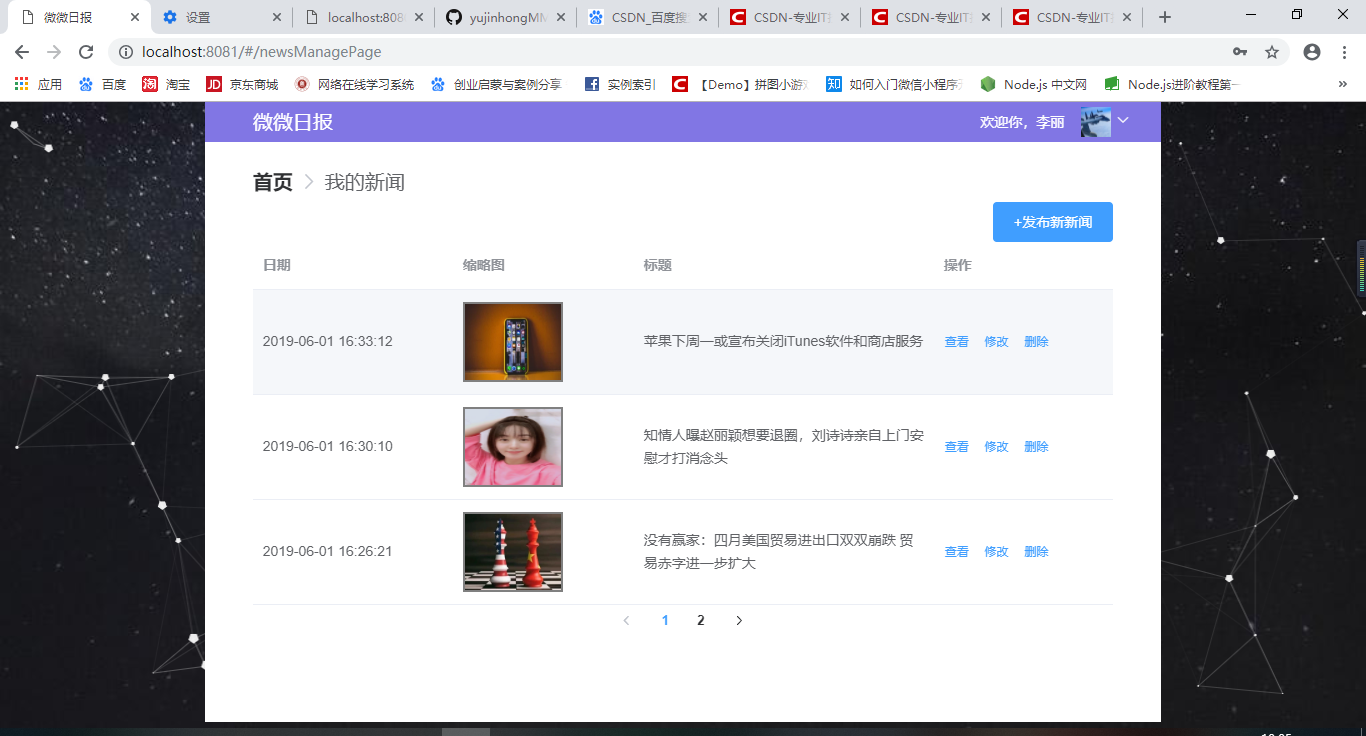 微微日报
设置
localhost:808
yujinhongMM
CSDN_百度搜
CSDN-专业IT技
CSDN-专业IT技
CSDN-专业IT技
localhost:8081/#/newsManagePage
应用
百度
淘宝
京东商城
网络在线学习系统
创业启蒙与案例分享
实例索引
【Demo】拼图小游戏
如何入门微信小程序开
Node.js 中文网
Node.js进阶教程第一
微微日报
欢迎你，李丽
首页 我的新闻
+发布新新闻
日期 缩略图 标题 操作
2019-06-01 16:33:12
苹果下周一或宣布关闭iTunes软件和商店服务
查看 修改 删除
2019-06-01 16:30:10
知情人曝赵丽颖想要退圈，刘诗诗亲自上门安
慰才打消念头
查看 修改 删除
2019-06-01 16:26:21
没有赢家：四月美国贸易进出口双双崩跌 贸
易赤字进一步扩大
查看 修改 删除
1 2